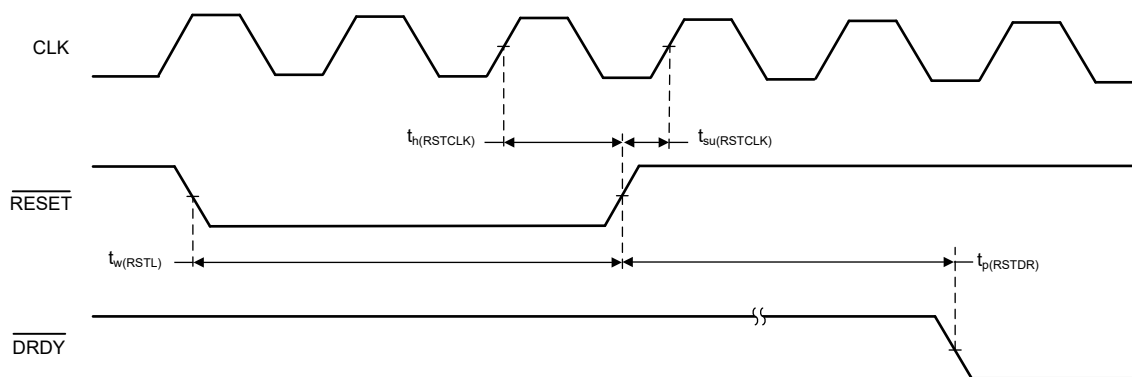 CLK
t_h(RSTCLK)
t_su(RSTCLK)
RESET
t_w(RSTL)
t_p(RSTDR)
DRDY